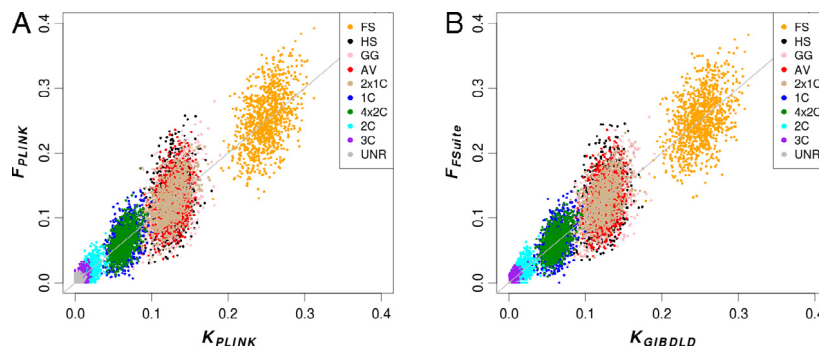 A
F_PLINK
0.4
0.3
0.2
0.1
0.0
FS
HS
GG
AV
2x1C
1C
4x2C
2C
3C
UNR
0.0 0.1 0.2 0.3 0.4
K_PLINK
B
F_FSuite
0.4
0.3
0.2
0.1
0.0
FS
HS
GG
AV
2x1C
1C
4x2C
2C
3C
UNR
0.0 0.1 0.2 0.3 0.4
K_GIBDLD